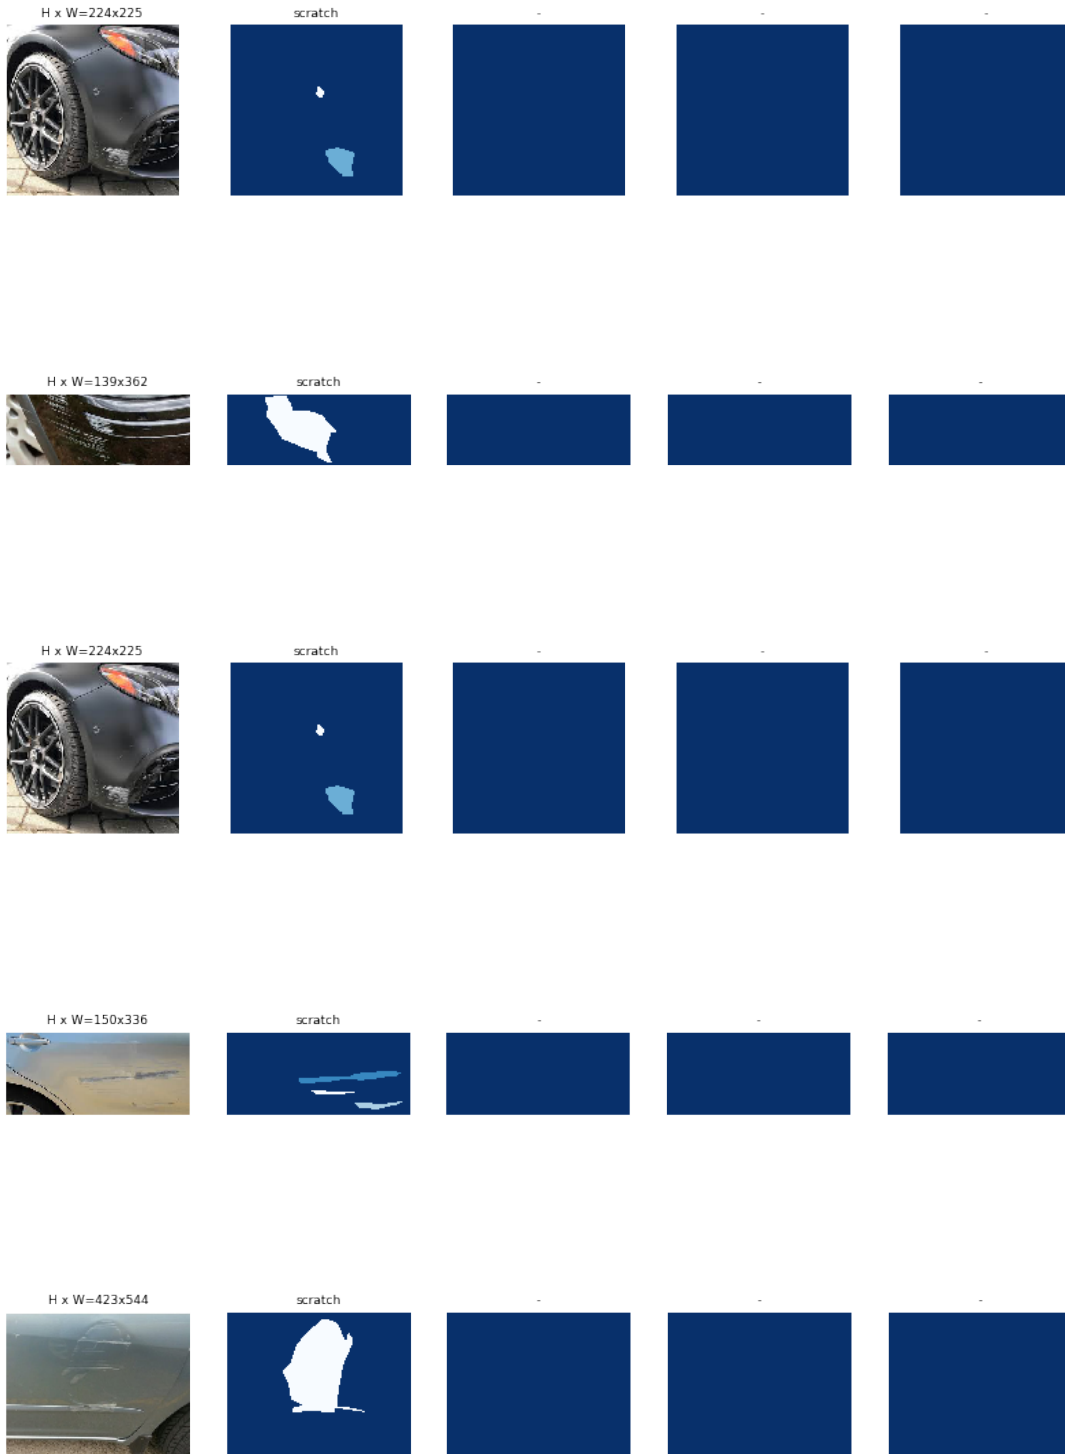 H x W=224x225 scratch - - -
H x W=139x362 scratch - - -
H x W=224x225 scratch - - -
H x W=150x336 scratch - - -
H x W=423x544 scratch - - -